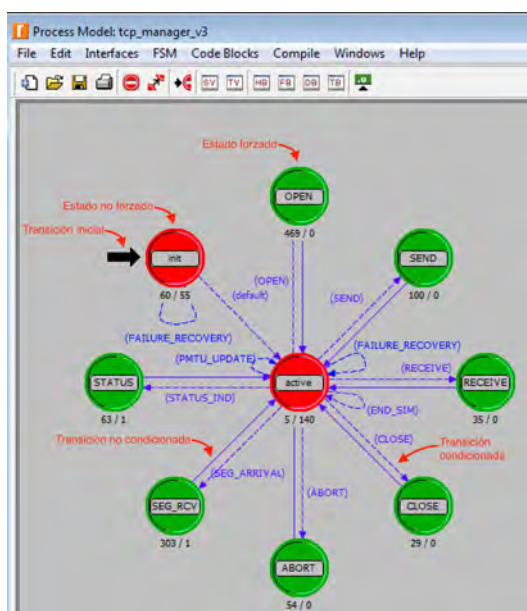 Process Model: tcp_manager_v3
File Edit Interfaces FSM Code Blocks Compile Windows Help
SV TV HB FB DB TB
Estado forzado
OPEN
469 / 0
Estado no forzado
Transición inicial
init
60 / 55
SEND
100 / 0
(OPEN)
(default)
(SEND)
(FAILURE_RECOVERY)
(FAILURE_RECOVERY)
(PMTU_UPDATE)
(RECEIVE)
STATUS
63 / 1
active
5 / 140
RECEIVE
35 / 0
(STATUS_IND)
(END_SIM)
(CLOSE)
Transición no condicionada
Transición
condicionada
(SEG_ARRIVAL)
(ABORT)
SEG_RCV
303 / 1
CLOSE
29 / 0
ABORT
54 / 0